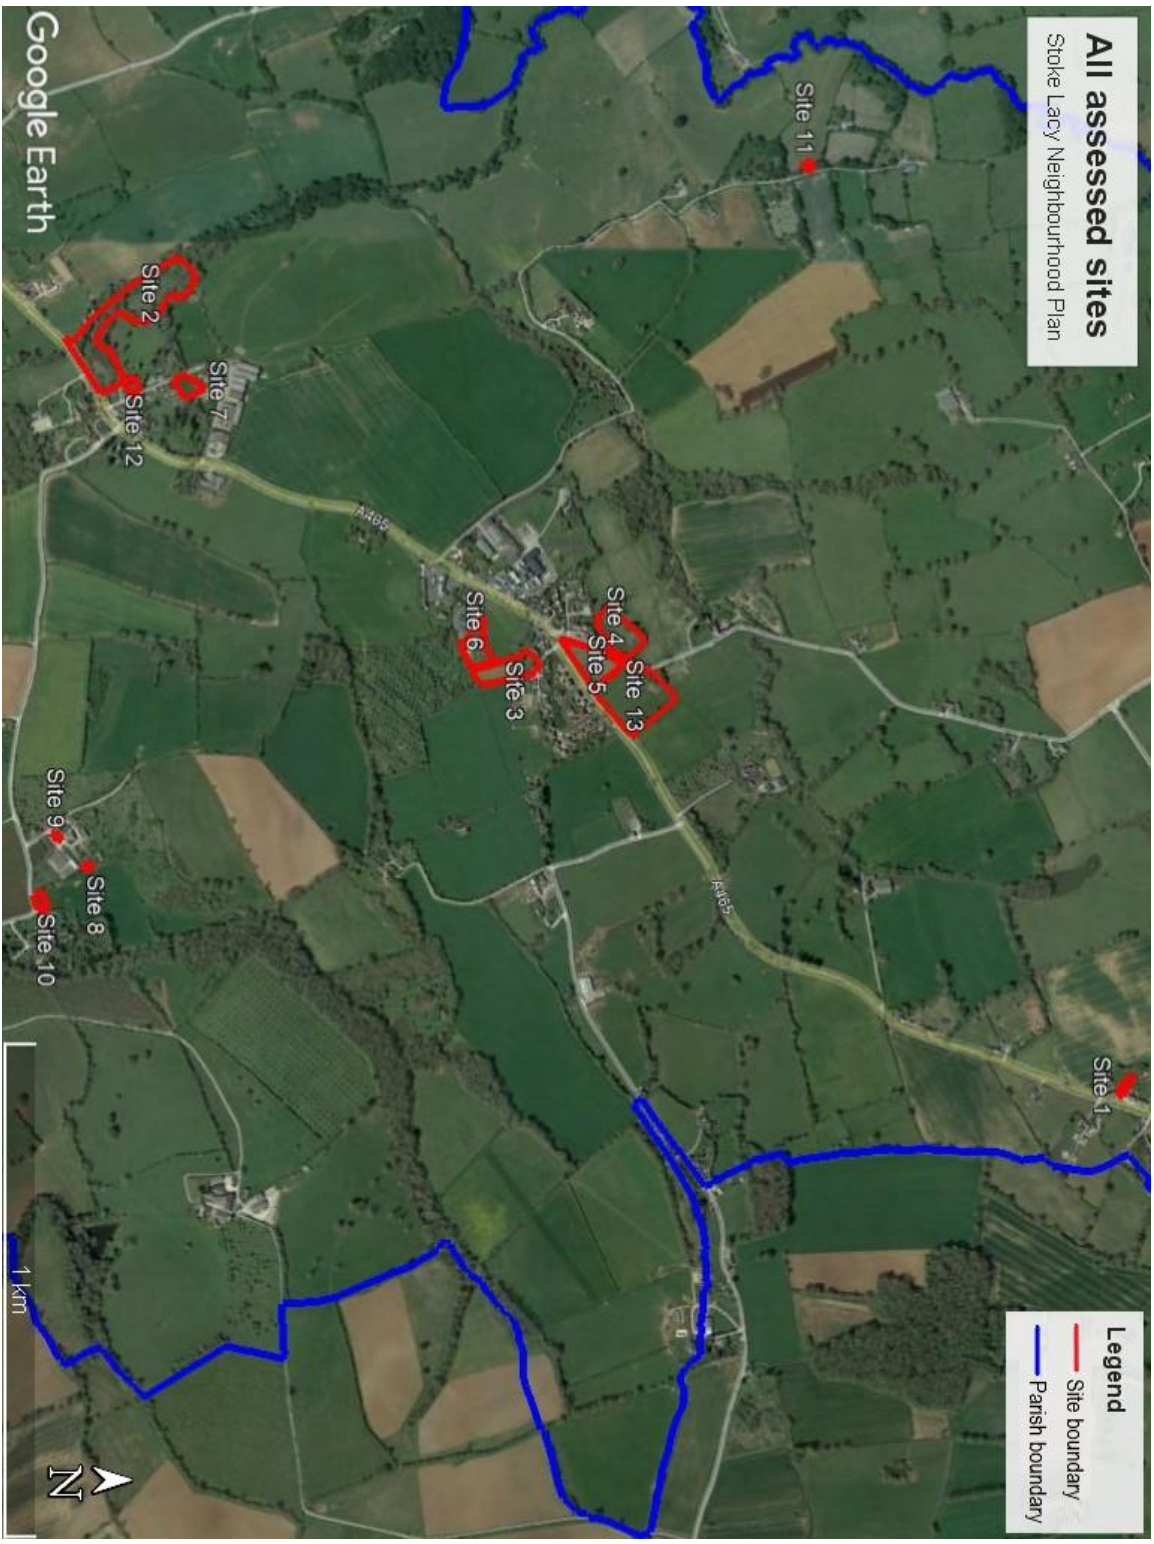 All assessed sites
Stoke Lacy Neighbourhood Plan
Legend
Site boundary
Parish boundary
Site 1
Site 11
A465
Site 13
Site 4
Site 5
Site 3
Site 6
A465
Site 7
Site 2
Site 12
Site 8
Site 9
Site 10
Google Earth
1 km
N